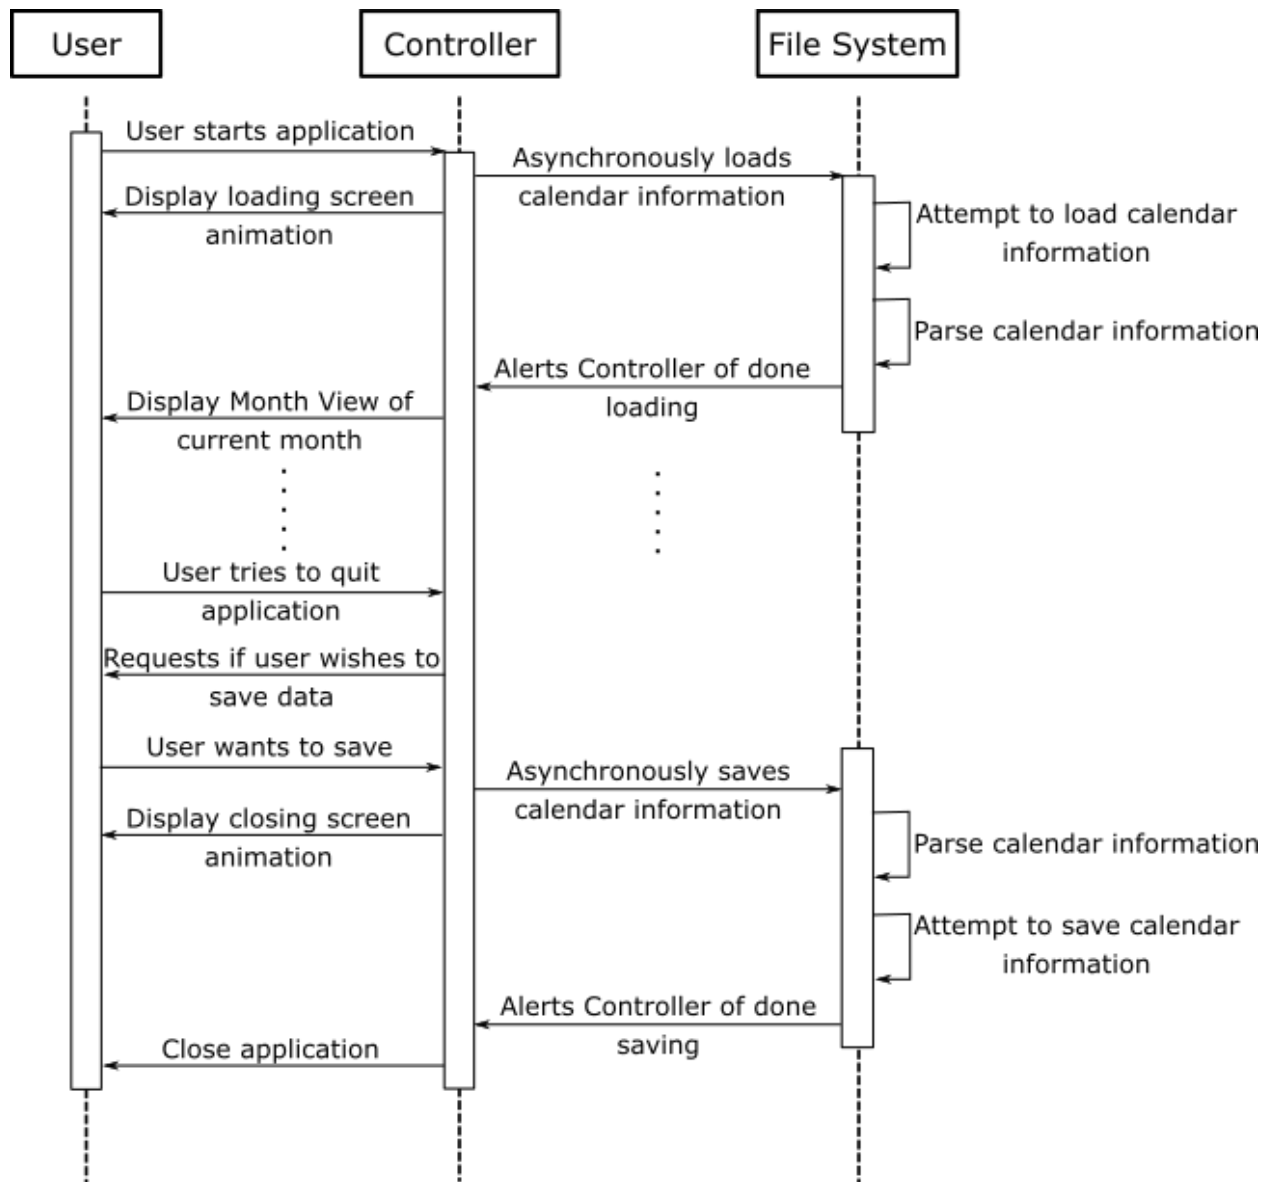 User
Controller
File System
User starts application
Asynchronously loads
calendar information
Display loading screen
animation
Attempt to load calendar
information
Parse calendar information
Alerts Controller of done
loading
Display Month View of
current month
User tries to quit
application
Requests if user wishes to
save data
User wants to save
Asynchronously saves
calendar information
Display closing screen
animation
Parse calendar information
Attempt to save calendar
information
Alerts Controller of done
saving
Close application